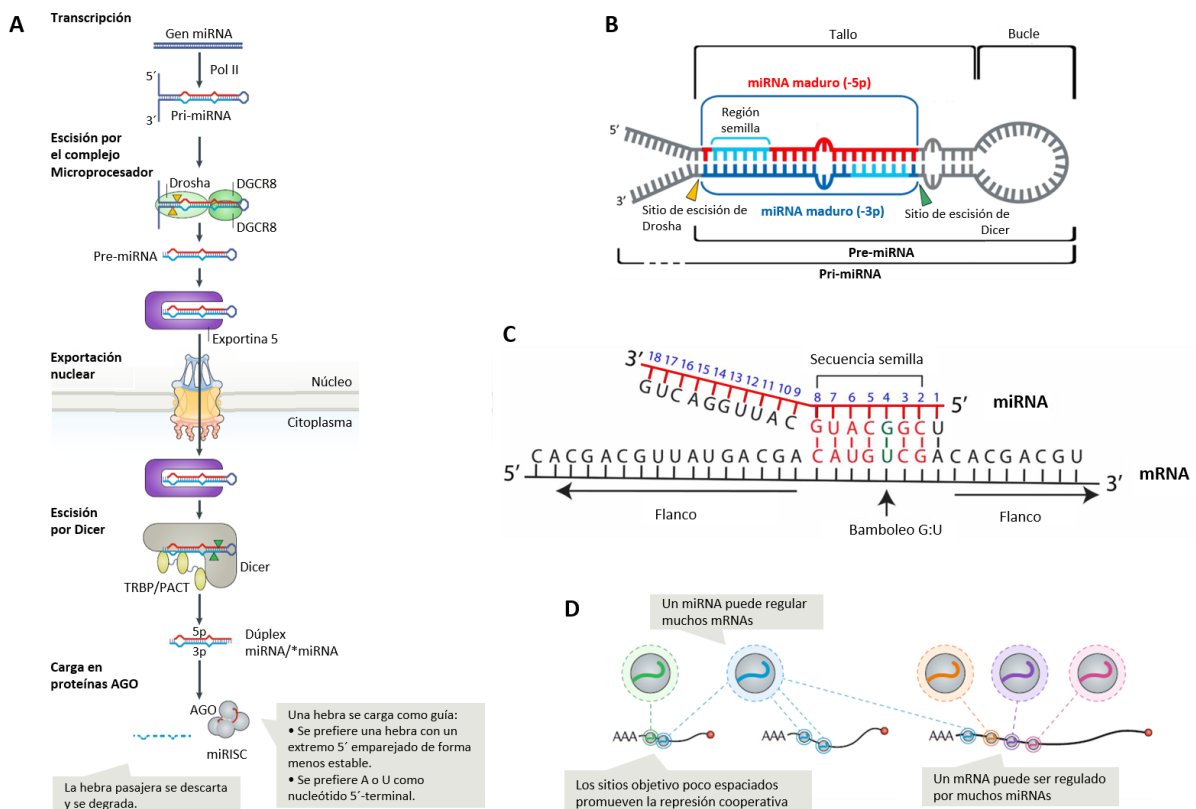 A
Transcripción
Gen miRNA
Pol II
5´
3´
Pri-miRNA
Escisión por
el complejo
Microprocesador
Drosha
DGCR8
DGCR8
Pre-miRNA
Exportina 5
Exportación
nuclear
Núcleo
Citoplasma
Escisión
por Dicer
Dicer
TRBP/PACT
5p
3p
Dúplex
miRNA/*miRNA
Carga en
proteínas AGO
AGO
miRISC
Una hebra se carga como guía:
• Se prefiere una hebra con un
extremo 5´ emparejado de forma
menos estable.
• Se prefiere A o U como
nucleótido 5´-terminal.
La hebra pasajera se descarta
y se degrada.
B
Tallo
Bucle
miRNA maduro (-5p)
Región
semilla
5’
3’
Sitio de escisión de
Drosha
miRNA maduro (-3p)
Sitio de escisión de
Dicer
Pre-miRNA
Pri-miRNA
C
3’
18 17 16 15 14 13 12 11 10 9
G U C A G G U U A C
Secuencia semilla
8 7 6 5 4 3 2 1
5’
miRNA
G U A C G G C U
C A C G A C G U U A U G A C G A C A U G U C G A C A C G A C G U
5’
3’
mRNA
Flanco
Bamboleo G:U
Flanco
D
Un miRNA puede regular
muchos mRNAs
AAA
AAA
AAA
Los sitios objetivo poco espaciados
promueven la represión cooperativa
Un mRNA puede ser regulado
por muchos miRNAs